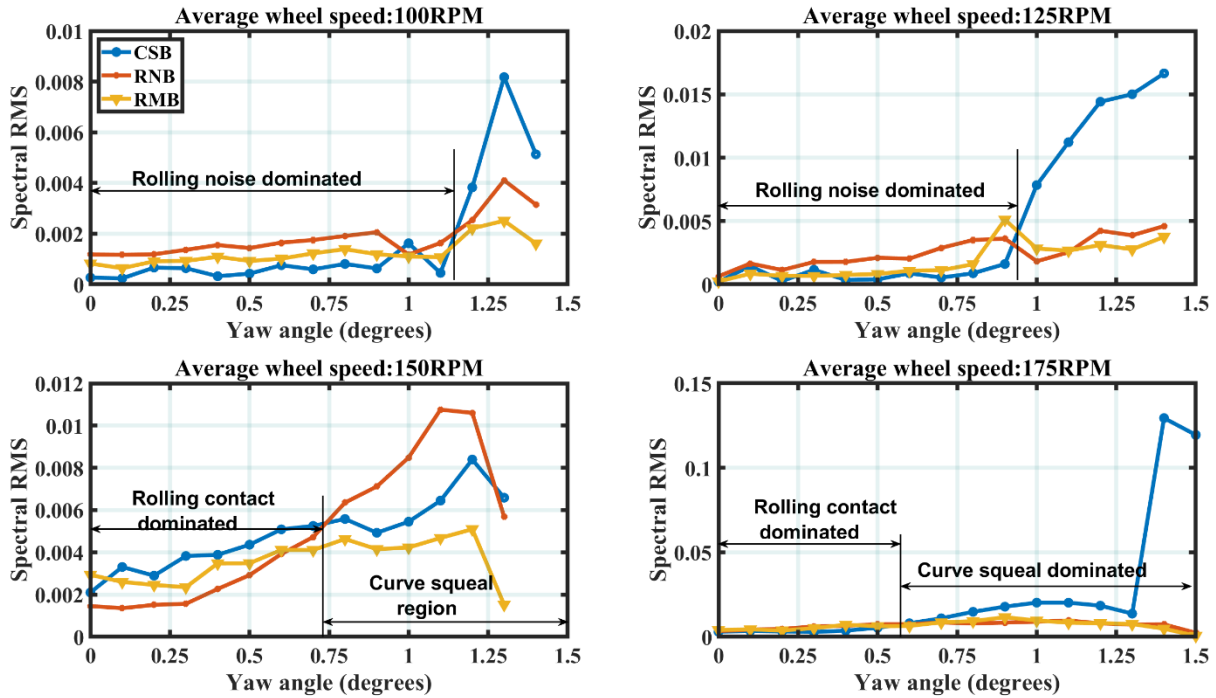 Average wheel speed:100RPM
0.01
0.008
0.006
0.004
0.002
0
Spectral RMS
CSB
RNB
RMB
Rolling noise dominated
0 0.25 0.5 0.75 1 1.25 1.5
Yaw angle (degrees)
Average wheel speed:125RPM
0.02
0.015
0.01
0.005
0
Spectral RMS
Rolling noise dominated
0 0.25 0.5 0.75 1 1.25 1.5
Yaw angle (degrees)
Average wheel speed:150RPM
0.012
0.01
0.008
0.006
0.004
0.002
0
Spectral RMS
Rolling contact
dominated
Curve squeal
region
0 0.25 0.5 0.75 1 1.25 1.5
Yaw angle (degrees)
Average wheel speed:175RPM
0.15
0.1
0.05
0
Spectral RMS
Rolling contact
dominated
Curve squeal dominated
0 0.25 0.5 0.75 1 1.25 1.5
Yaw angle (degrees)